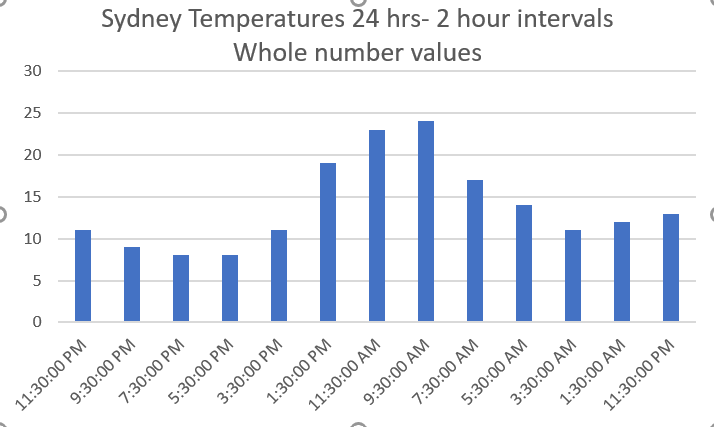 Sydney Temperatures 24 hrs- 2 hour intervals
Whole number values
30
25
20
15
10
5
0
11:30:00 PM
9:30:00 PM
7:30:00 PM
5:30:00 PM
3:30:00 PM
1:30:00 PM
11:30:00 AM
9:30:00 AM
7:30:00 AM
5:30:00 AM
3:30:00 AM
1:30:00 AM
11:30:00 PM